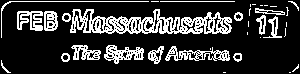 FEB Massachusetts 11
The Spirit of America